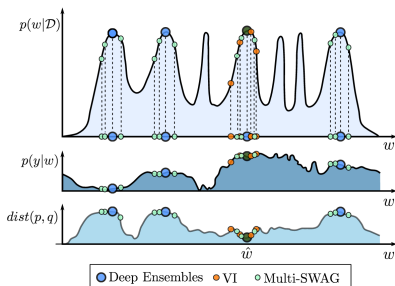 p(w|𝒟)
w
p(y|w)
w
dist(p, q)
ŵ
w
Deep Ensembles VI Multi-SWAG